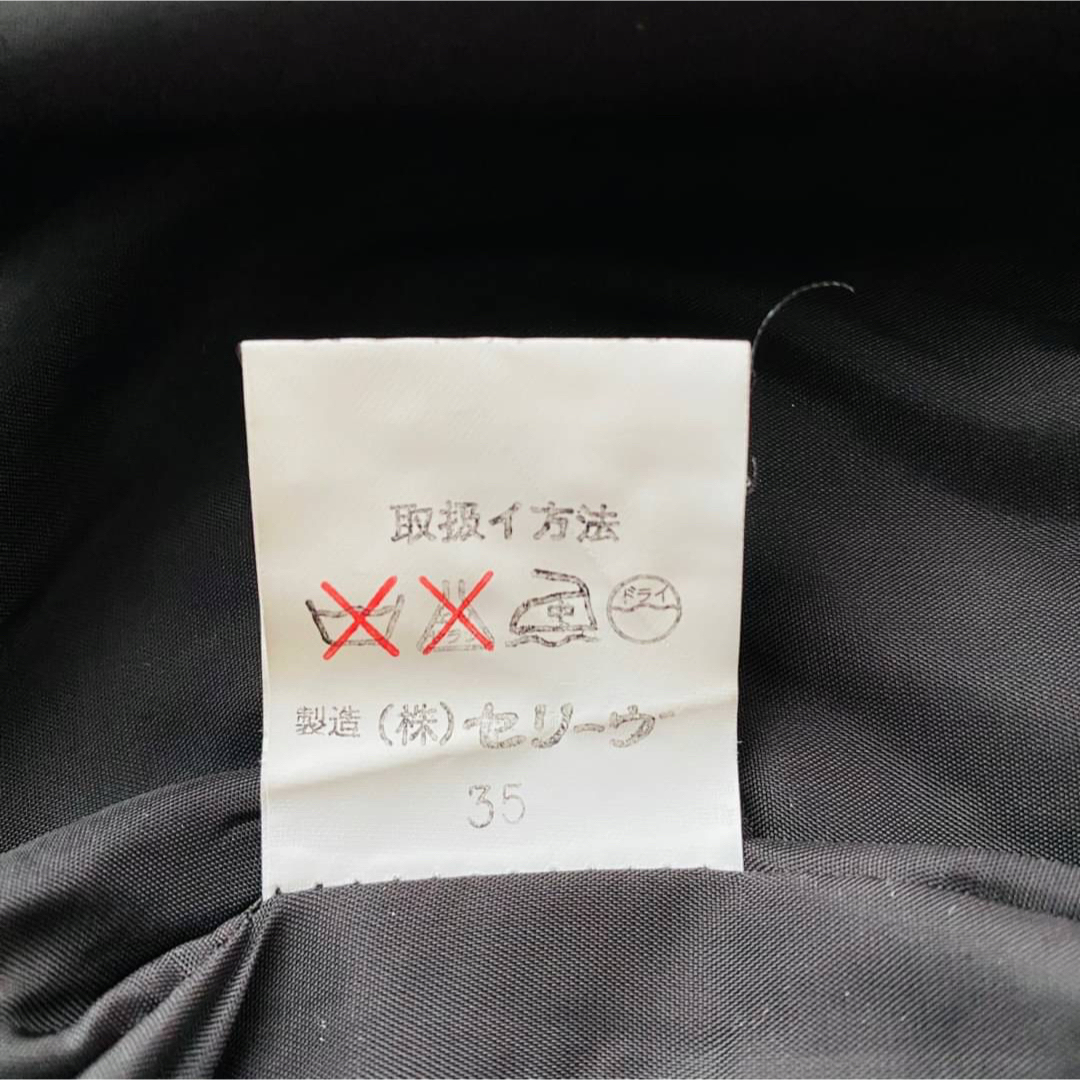 取扱イ方法
中 ドライ
製造(株)セリーヴ
35